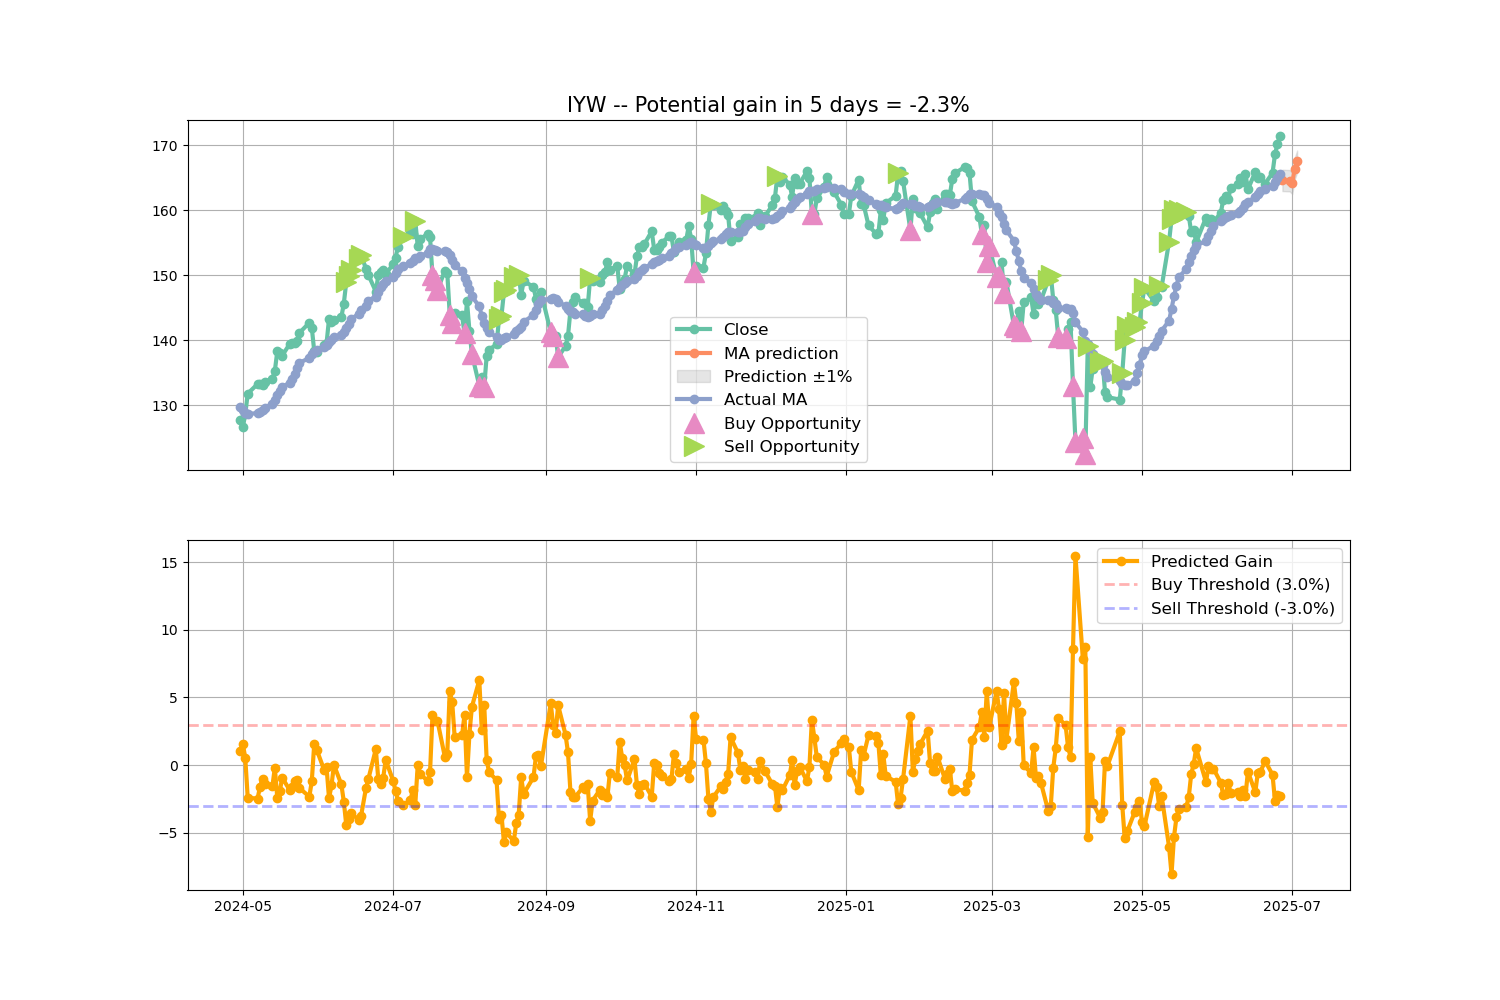 IYW -- Potential gain in 5 days = -2.3%
170
160
150
140
130
Close
MA prediction
Prediction ±1%
Actual MA
Buy Opportunity
Sell Opportunity
15
10
5
0
−5
Predicted Gain
Buy Threshold (3.0%)
Sell Threshold (-3.0%)
2024-05
2024-07
2024-09
2024-11
2025-01
2025-03
2025-05
2025-07